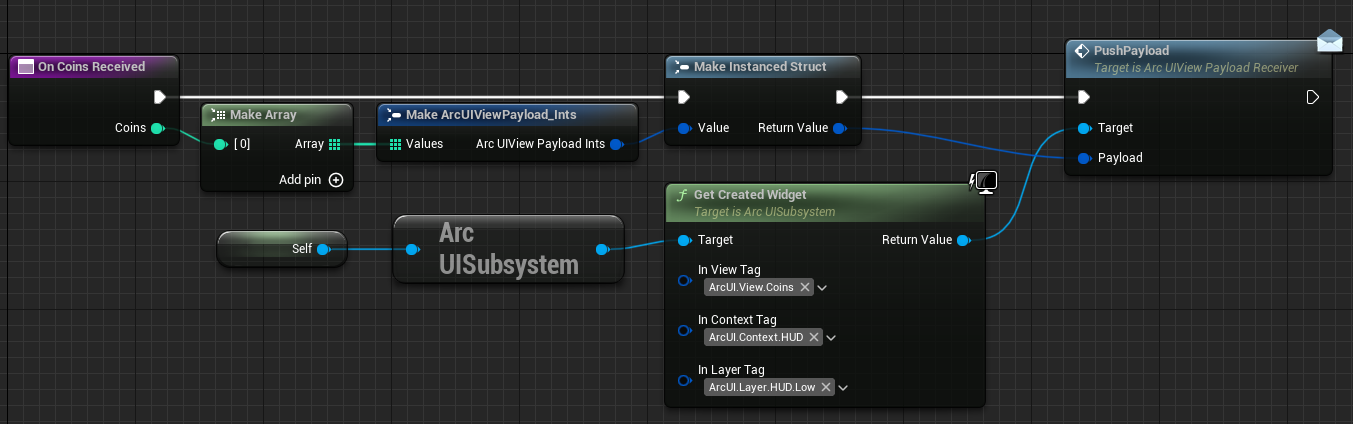 On Coins Received
Coins
Make Array
[ 0]
Array
Add pin
Make ArcUIViewPayload_Ints
Values
Arc UIView Payload Ints
Make Instanced Struct
Value
Return Value
PushPayload
Target is Arc UIView Payload Receiver
Target
Payload
Self
Arc
UISubsystem
Get Created Widget
Target is Arc UISubsystem
Target
Return Value
In View Tag
ArcUI.View.Coins
In Context Tag
ArcUI.Context.HUD
In Layer Tag
ArcUI.Layer.HUD.Low